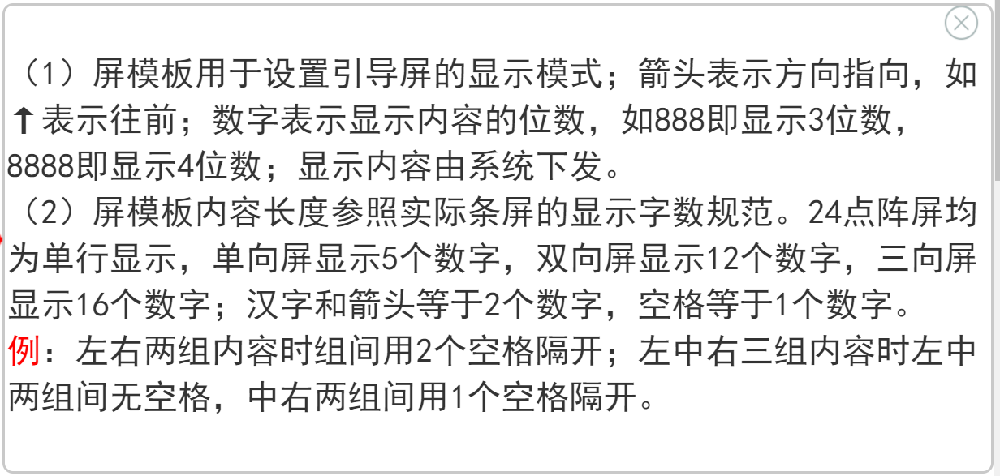 （1）屏模板用于设置引导屏的显示模式；箭头表示方向指向，如
↑表示往前；数字表示显示内容的位数，如888即显示3位数，
8888即显示4位数；显示内容由系统下发。
（2）屏模板内容长度参照实际条屏的显示字数规范。24点阵屏均
为单行显示，单向屏显示5个数字，双向屏显示12个数字，三向屏
显示16个数字；汉字和箭头等于2个数字，空格等于1个数字。
例：左右两组内容时组间用2个空格隔开；左中右三组内容时左中
两组间无空格，中右两组间用1个空格隔开。